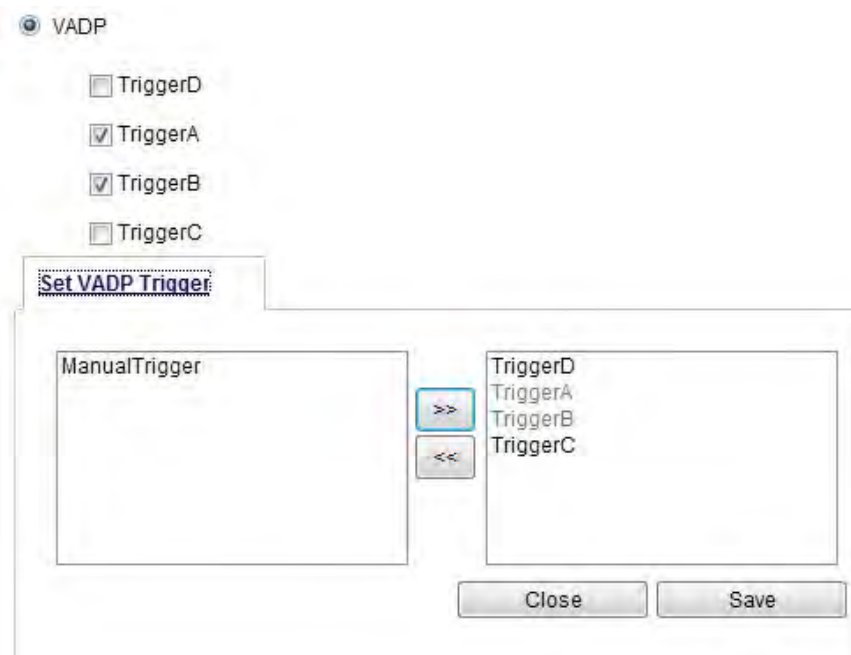 VADP
TriggerD
TriggerA
TriggerB
TriggerC
Set VADP Trigger
ManualTrigger
>>
<<
TriggerD
TriggerA
TriggerB
TriggerC
Close
Save